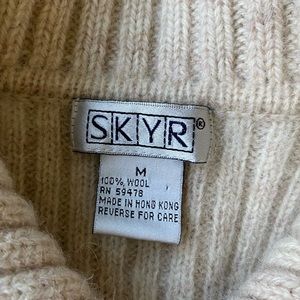 SKYR®
M
100% WOOL
RN 59478
MADE IN HONG KONG
REVERSE FOR CARE